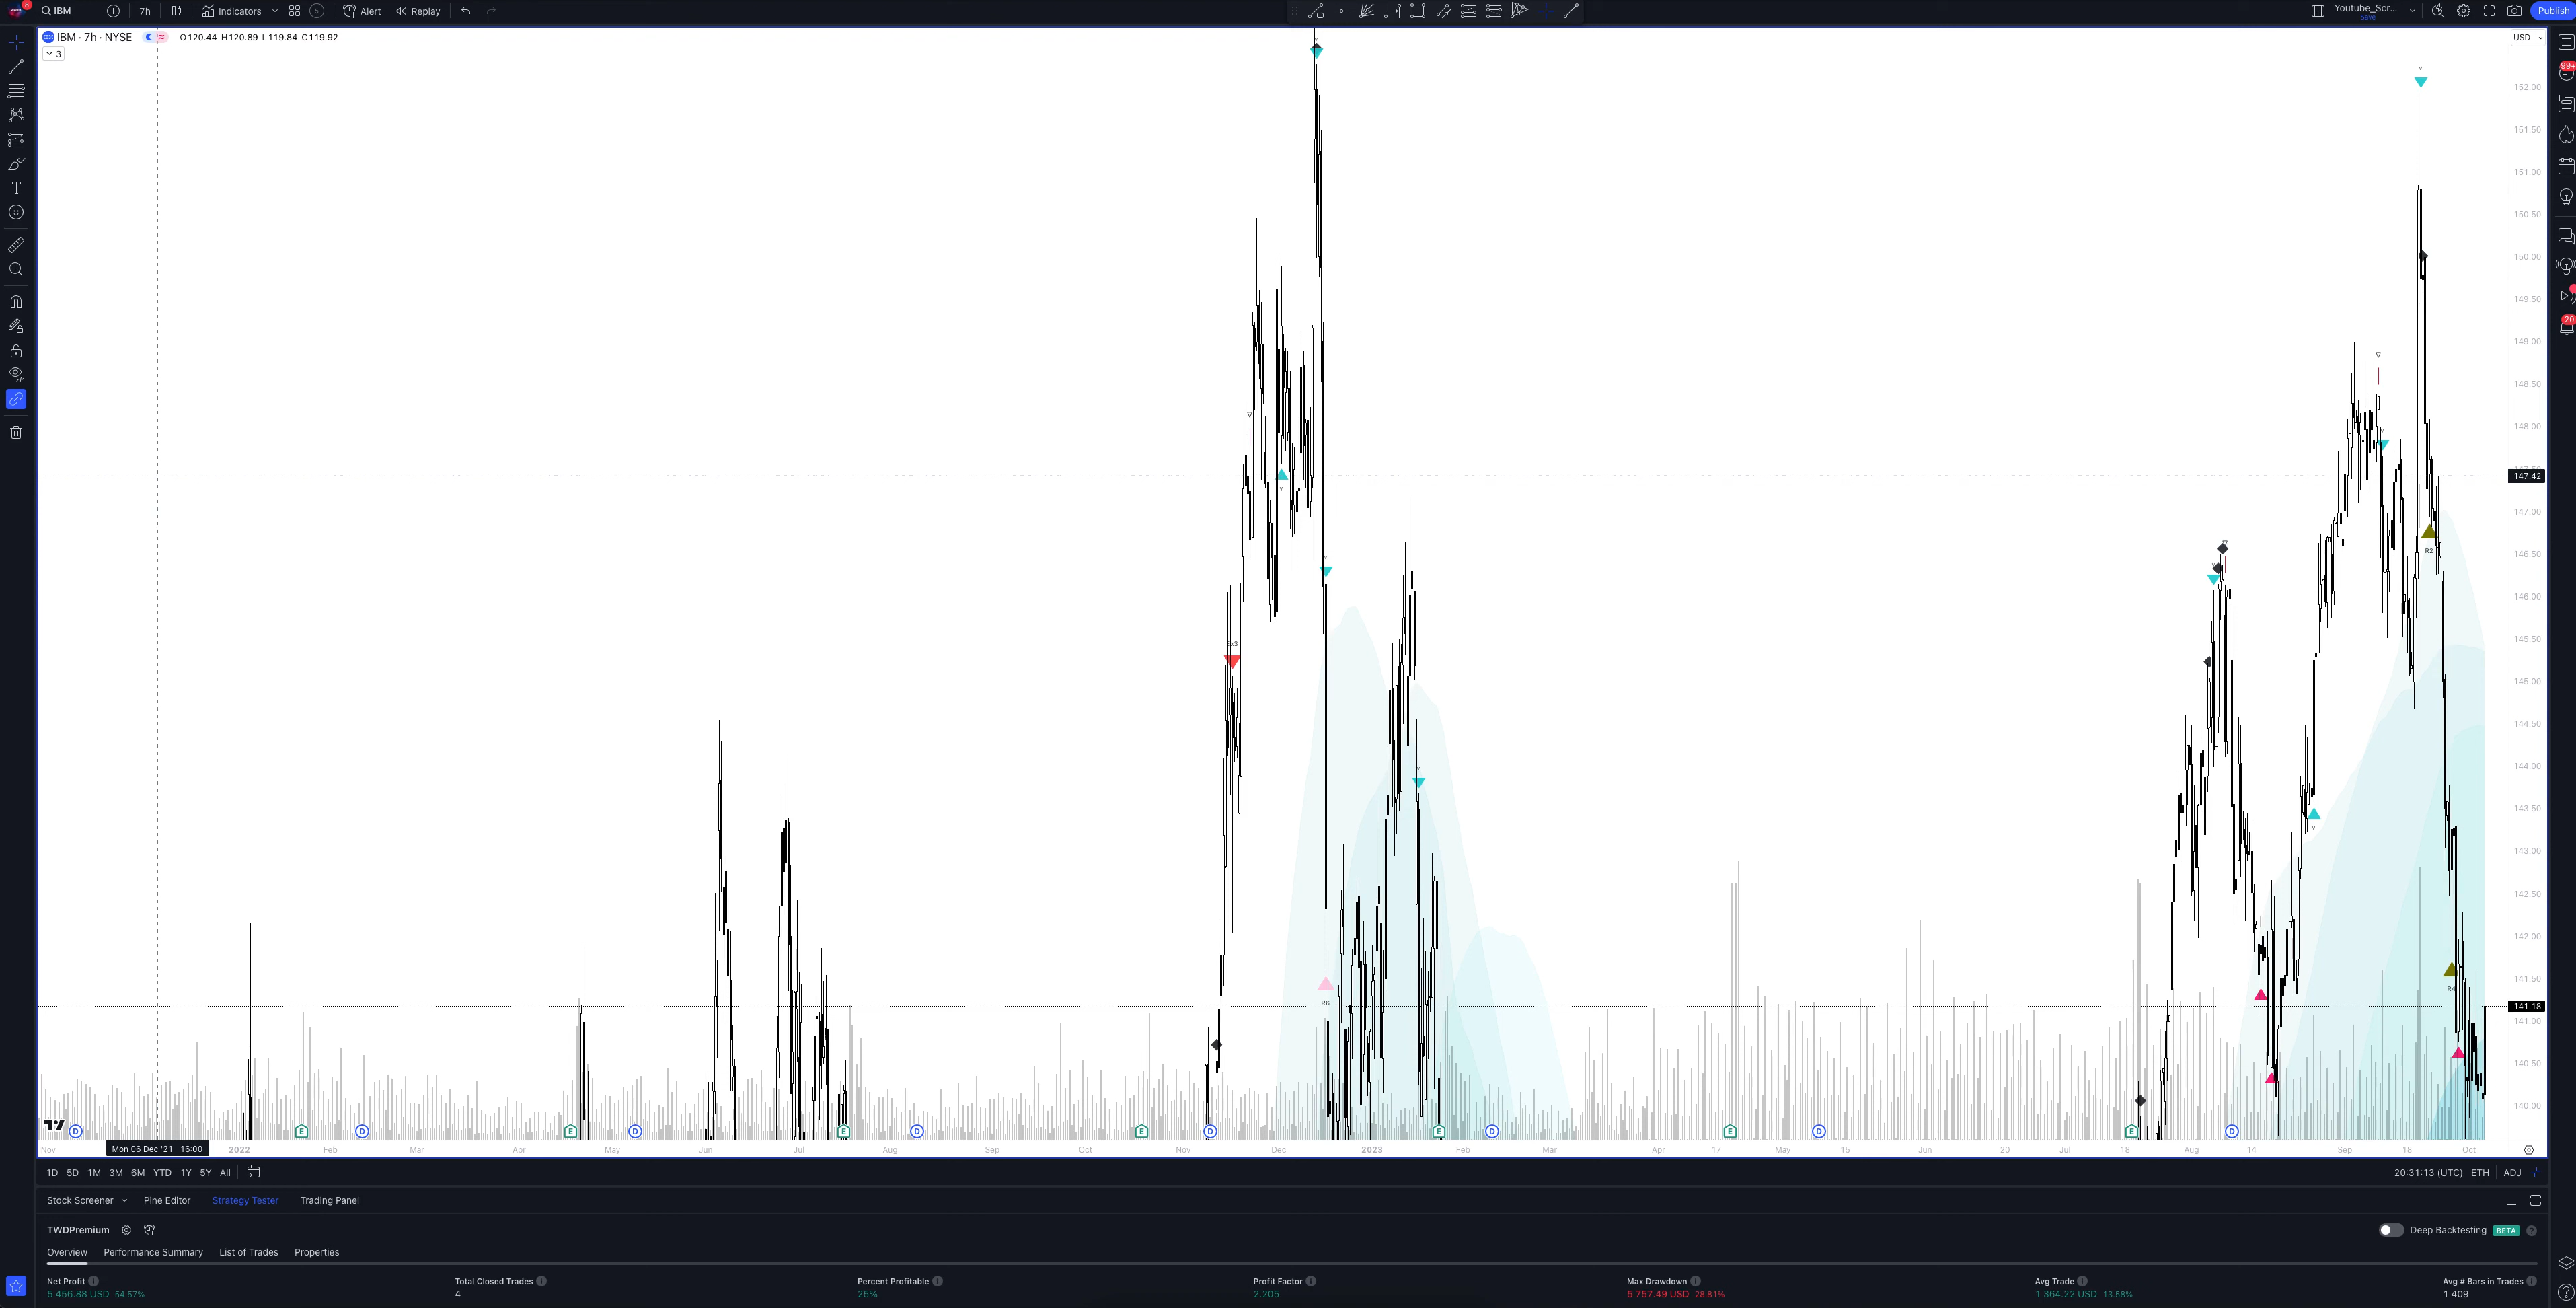 8
IBM
7h
Indicators
5
Alert
Replay
Youtube_Scr...
Save
Publish
IBM · 7h · NYSE
O120.44 H120.89 L119.84 C119.92
3
USD
99+
20
152.00
151.50
151.00
150.50
150.00
149.50
149.00
148.50
148.00
147.42
147.00
146.50
146.00
145.50
145.00
144.50
144.00
143.50
143.00
142.50
142.00
141.50
141.18
141.00
140.50
140.00
Ex3
R6
R2
R4
D E D E D E D E D E D E D E D
Nov
Mon 06 Dec '21 16:00
2022 Feb Mar Apr May Jun Jul Aug Sep Oct Nov Dec 2023 Feb Mar Apr 17 May 15 Jun 20 Jul 18 Aug 14 Sep 18 Oct
1D 5D 1M 3M 6M YTD 1Y 5Y All
20:31:13 (UTC) ETH ADJ
Stock Screener Pine Editor Strategy Tester Trading Panel
TWDPremium
Deep Backtesting BETA
Overview Performance Summary List of Trades Properties
Net Profit Total Closed Trades Percent Profitable Profit Factor Max Drawdown Avg Trade Avg # Bars in Trades
5 456.88 USD 54.57% 4 25% 2.205 5 757.49 USD 28.81% 1 364.22 USD 13.58% 1 409